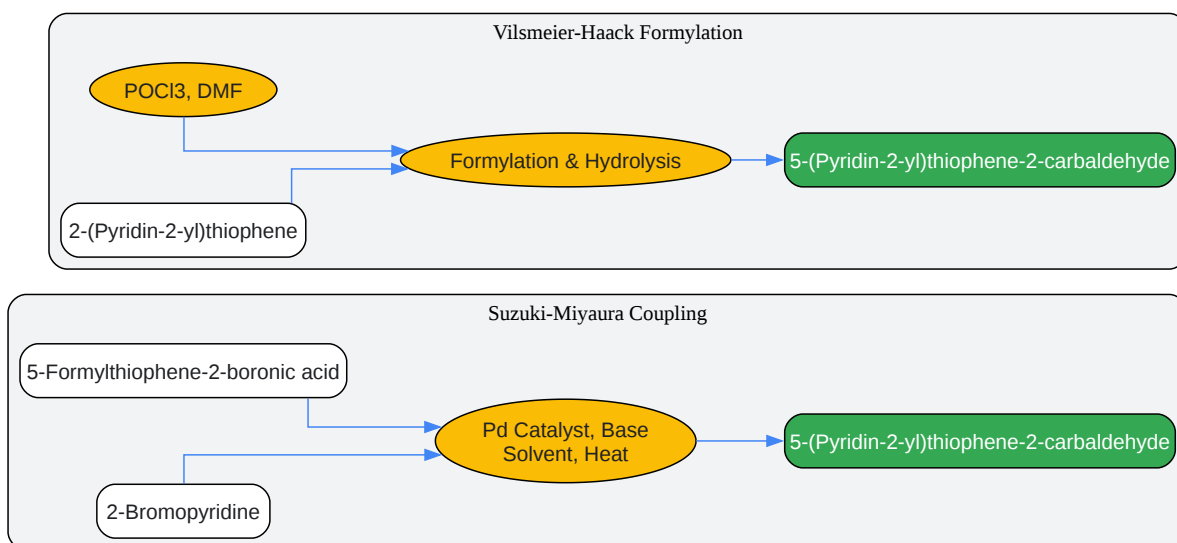 Vilsmeier-Haack Formylation
POCl3, DMF
Formylation & Hydrolysis
5-(Pyridin-2-yl)thiophene-2-carbaldehyde
2-(Pyridin-2-yl)thiophene
Suzuki-Miyaura Coupling
5-Formylthiophene-2-boronic acid
Pd Catalyst, Base
Solvent, Heat
5-(Pyridin-2-yl)thiophene-2-carbaldehyde
2-Bromopyridine